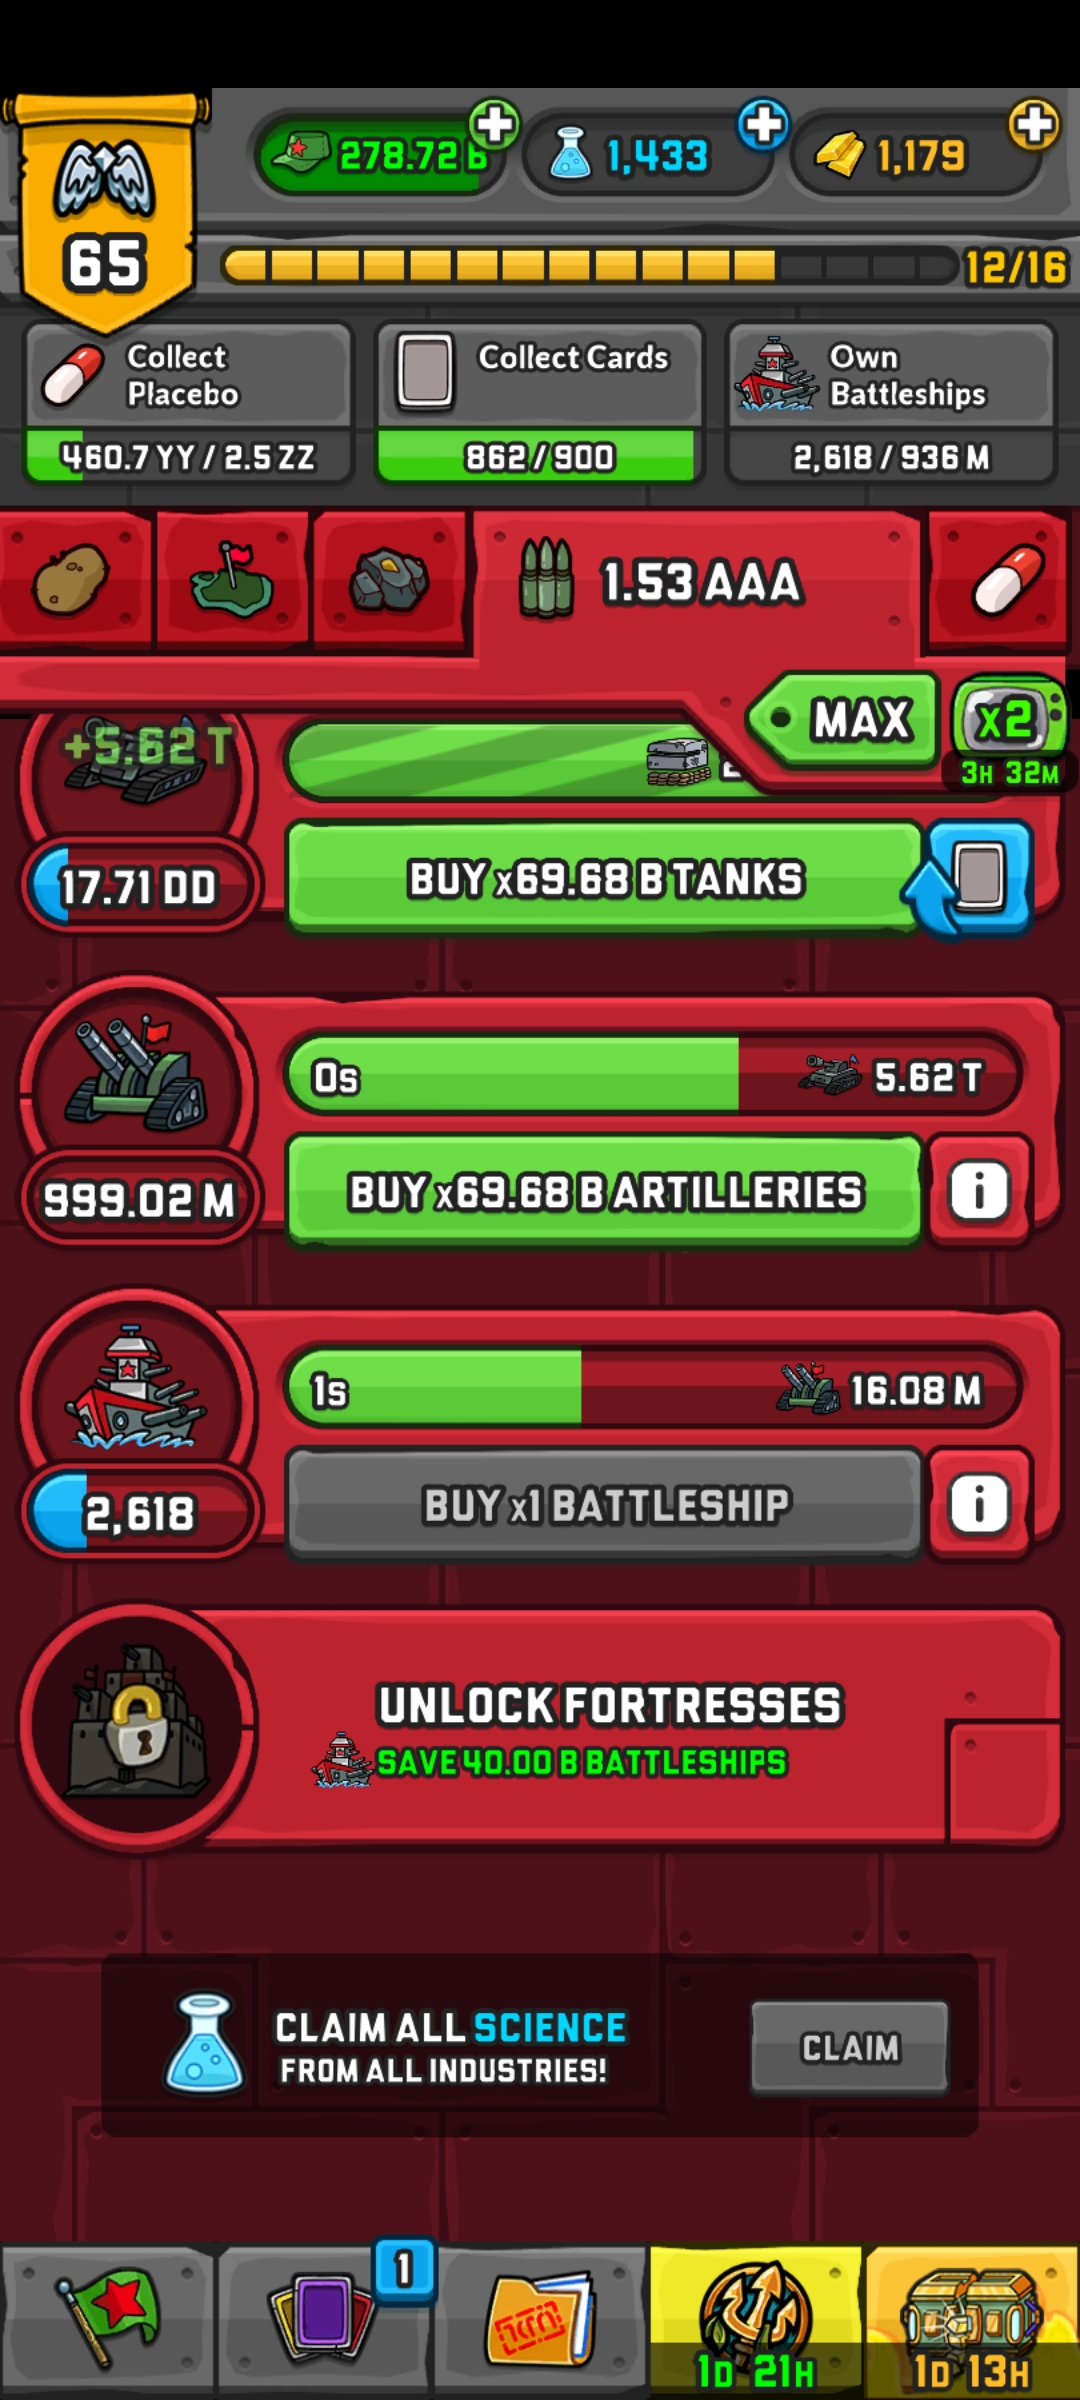 278.72 B
1,433
1,179
65
12/16
Collect
Placebo
460.7 YY / 2.5 ZZ
Collect Cards
862/900
Own
Battleships
2,618 / 936 M
1.53 AAA
MAX
x2
3H 32M
+5.62 T
17.71 DD
BUY x69.68 B TANKS
0s
5.62 T
999.02 M
BUY x69.68 B ARTILLERIES
i
1s
16.08 M
2,618
BUY x1 BATTLESHIP
i
UNLOCK FORTRESSES
SAVE 40.00 B BATTLESHIPS
CLAIM ALL SCIENCE
FROM ALL INDUSTRIES!
CLAIM
1
1D 21H
1D 13H